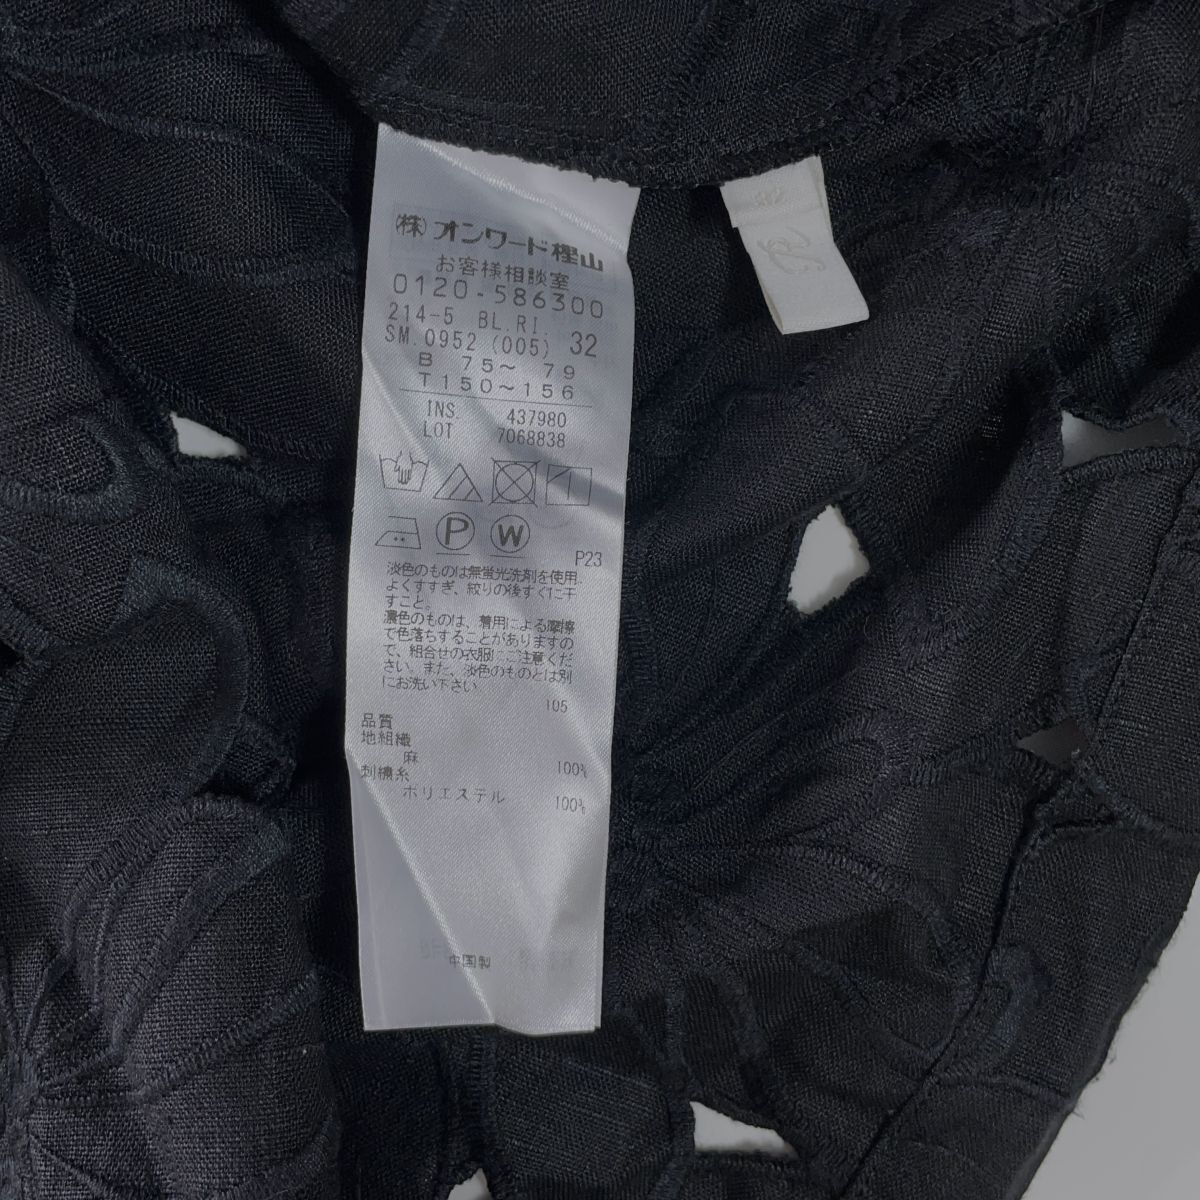 (株)オンワード樫山
お客様相談室
0120-586300
214-5 BL.RI. 32
SM.0952 (005)
B 75～ 79
T150～156
INS. 437980
LOT 7068838
P
W
P23
淡色のものは無蛍光洗剤を使用。
よくすすぎ、絞りの後すぐに干
すこと。
濃色のものは、着用による摩擦
で色落ちすることがありますの
で、組合せの衣服にご注意くだ
さい。また、淡色のものとは別
にお洗い下さい
105
品質
地組織
麻 100%
刺繍糸
ポリエステル 100%
中国製
32